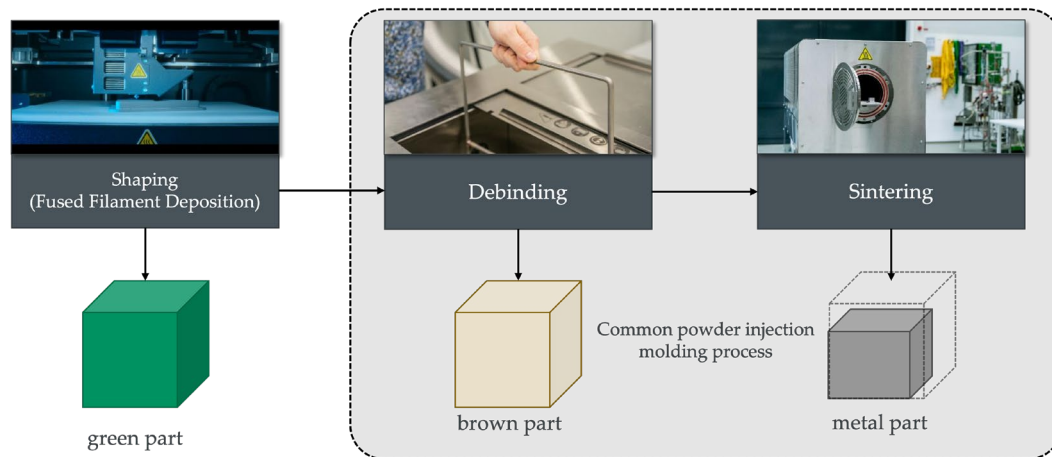 Shaping
(Fused Filament Deposition)
Debinding
Sintering
Common powder injection
molding process
green part
brown part
metal part